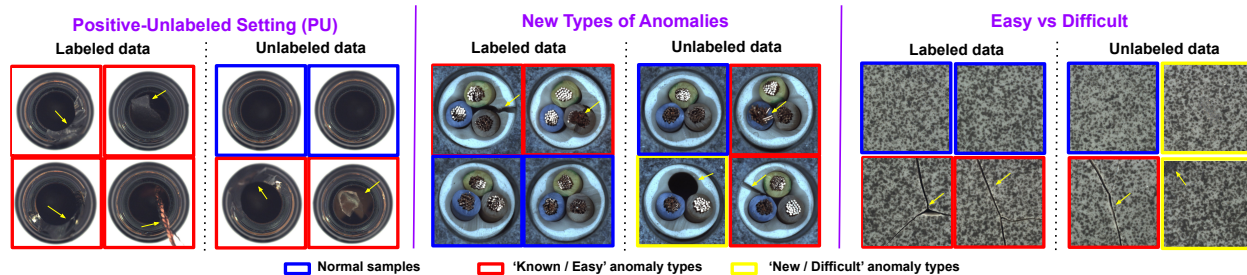 Positive-Unlabeled Setting (PU)
Labeled data
Unlabeled data
New Types of Anomalies
Labeled data
Unlabeled data
Easy vs Difficult
Labeled data
Unlabeled data
Normal samples
'Known / Easy' anomaly types
'New / Difficult' anomaly types